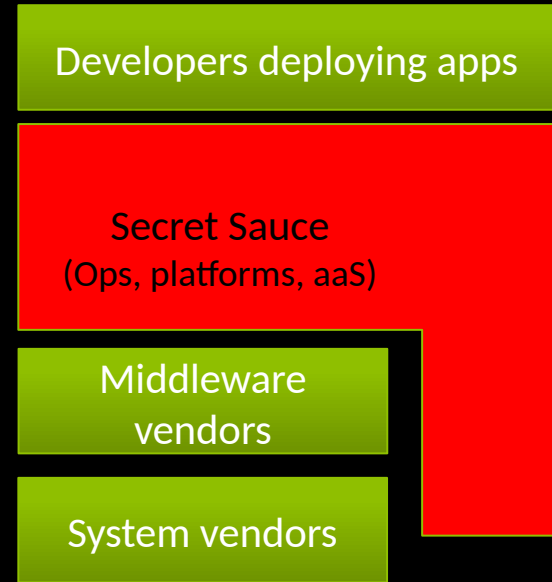 Developers deploying apps
Secret Sauce
(Ops, platforms, aaS)
Middleware
vendors
System vendors